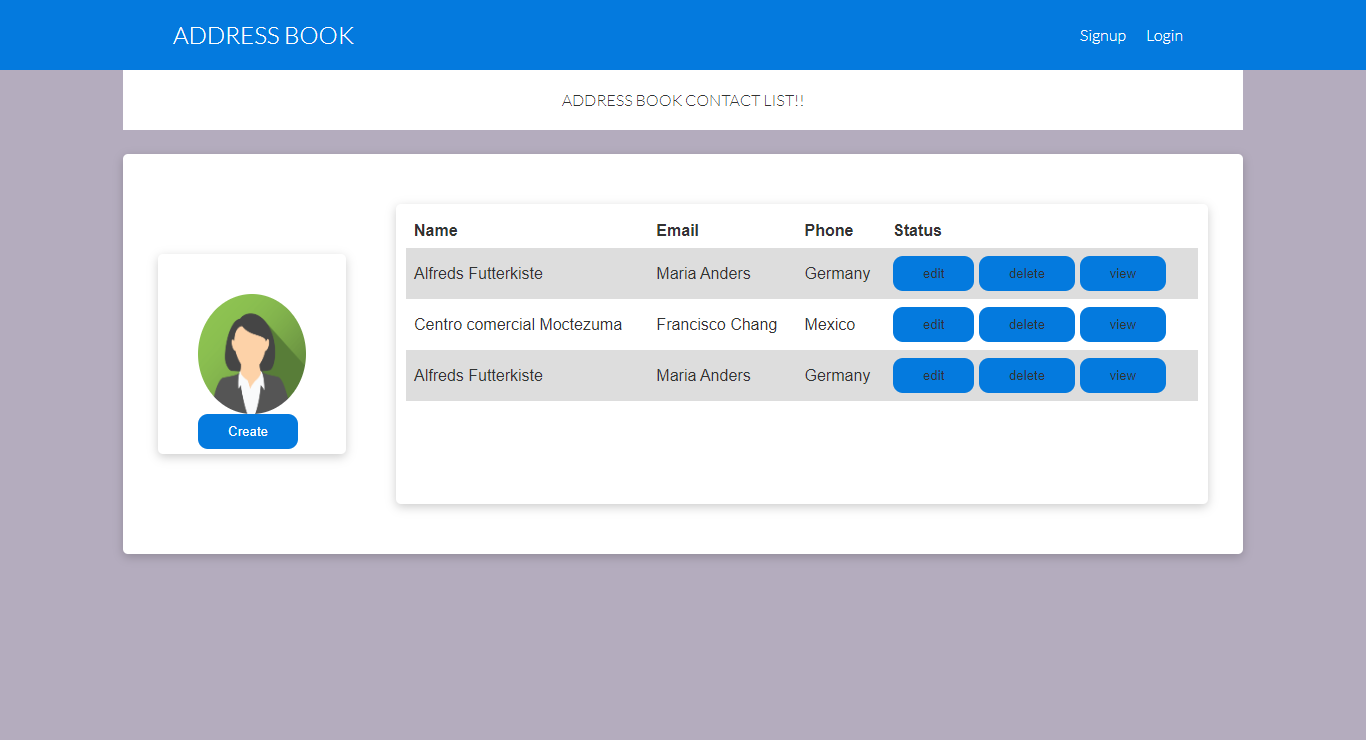 ADDRESS BOOK Signup Login
ADDRESS BOOK CONTACT LIST!!
Name Email Phone Status
Alfreds Futterkiste Maria Anders Germany edit delete view
Centro comercial Moctezuma Francisco Chang Mexico edit delete view
Alfreds Futterkiste Maria Anders Germany edit delete view
Create